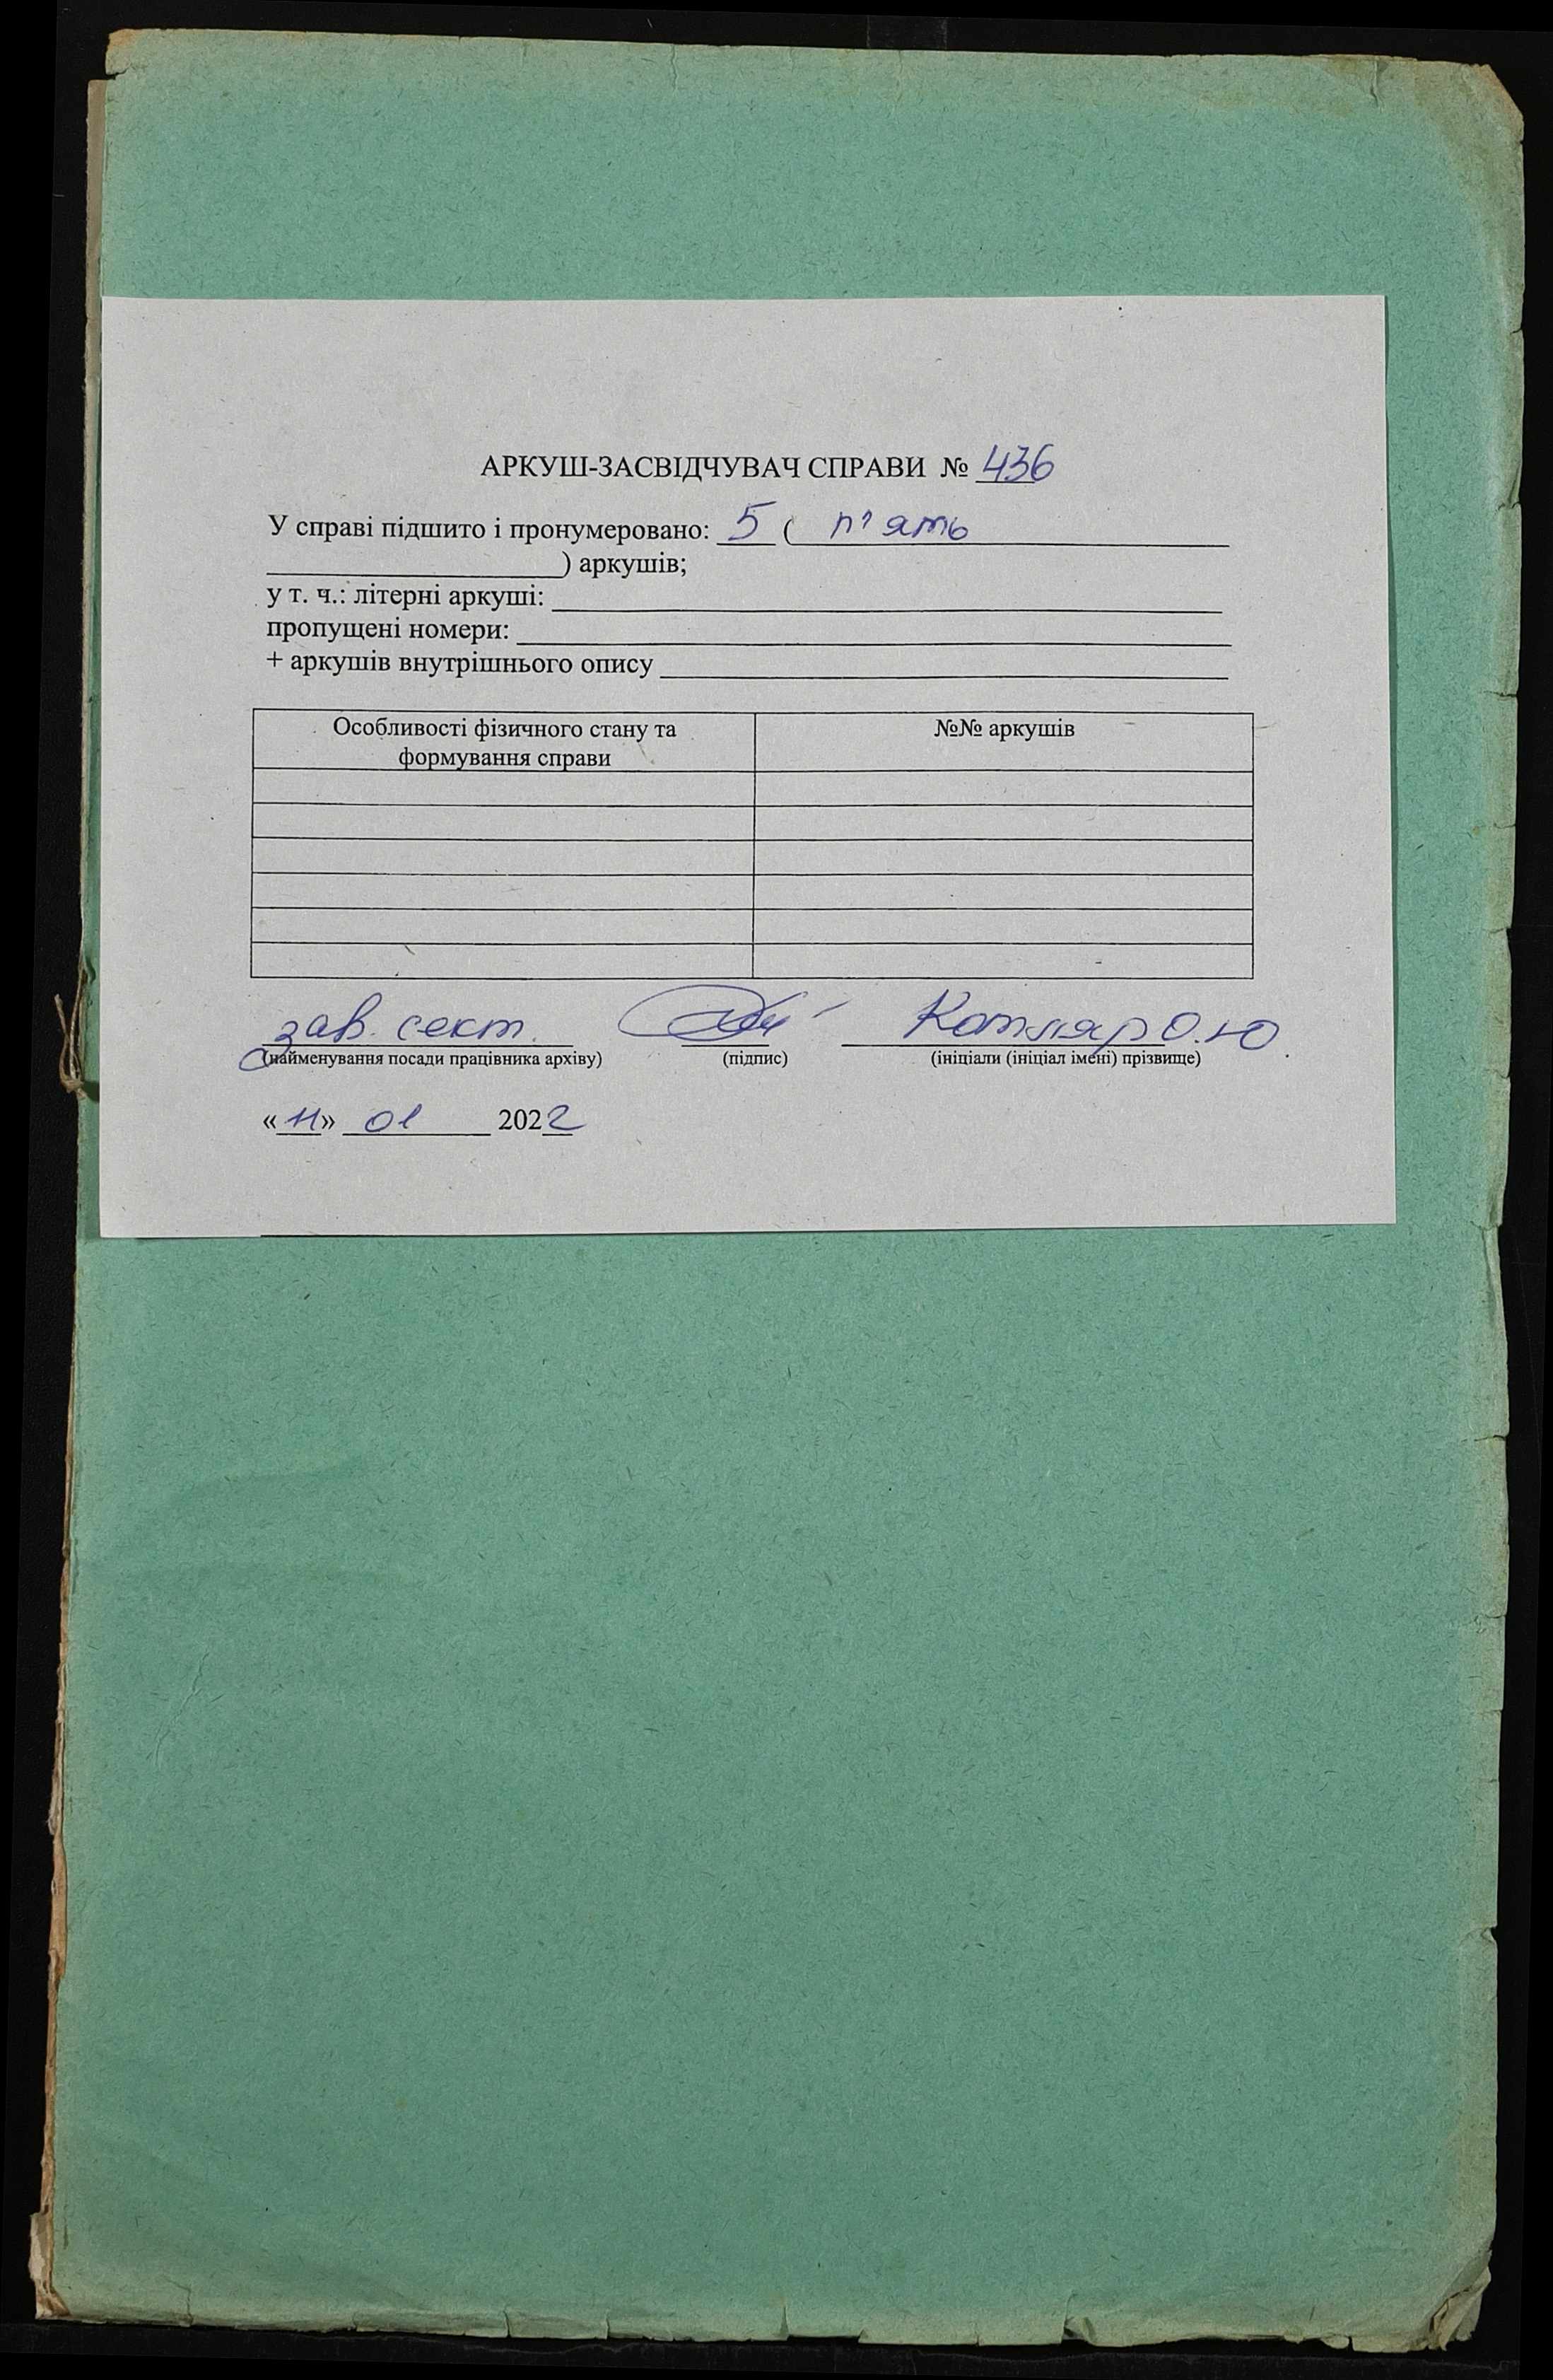 АРКУШ-ЗАСВІДЧУВАЧ СПРАВИ № 436
У справі підшито і пронумеровано: 5 ( п'ять
) аркушів;
у т. ч.: літерні аркуші:
пропущені номери:
+ аркушів внутрішнього опису
Особливості фізичного стану та формування справи №№ аркушів
зав. сект. Котляр О.Ю
(найменування посади працівника архіву) (підпис) (ініціали (ініціал імені) прізвище)
«11» 01 2022